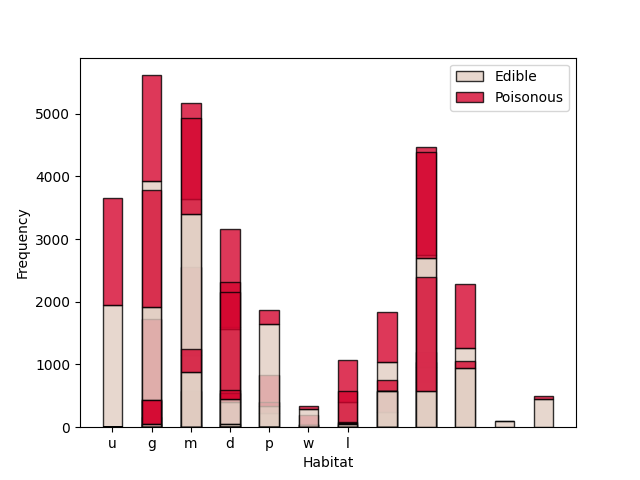 Edible
Poisonous
Frequency
5000
4000
3000
2000
1000
0
u g m d p w l
Habitat